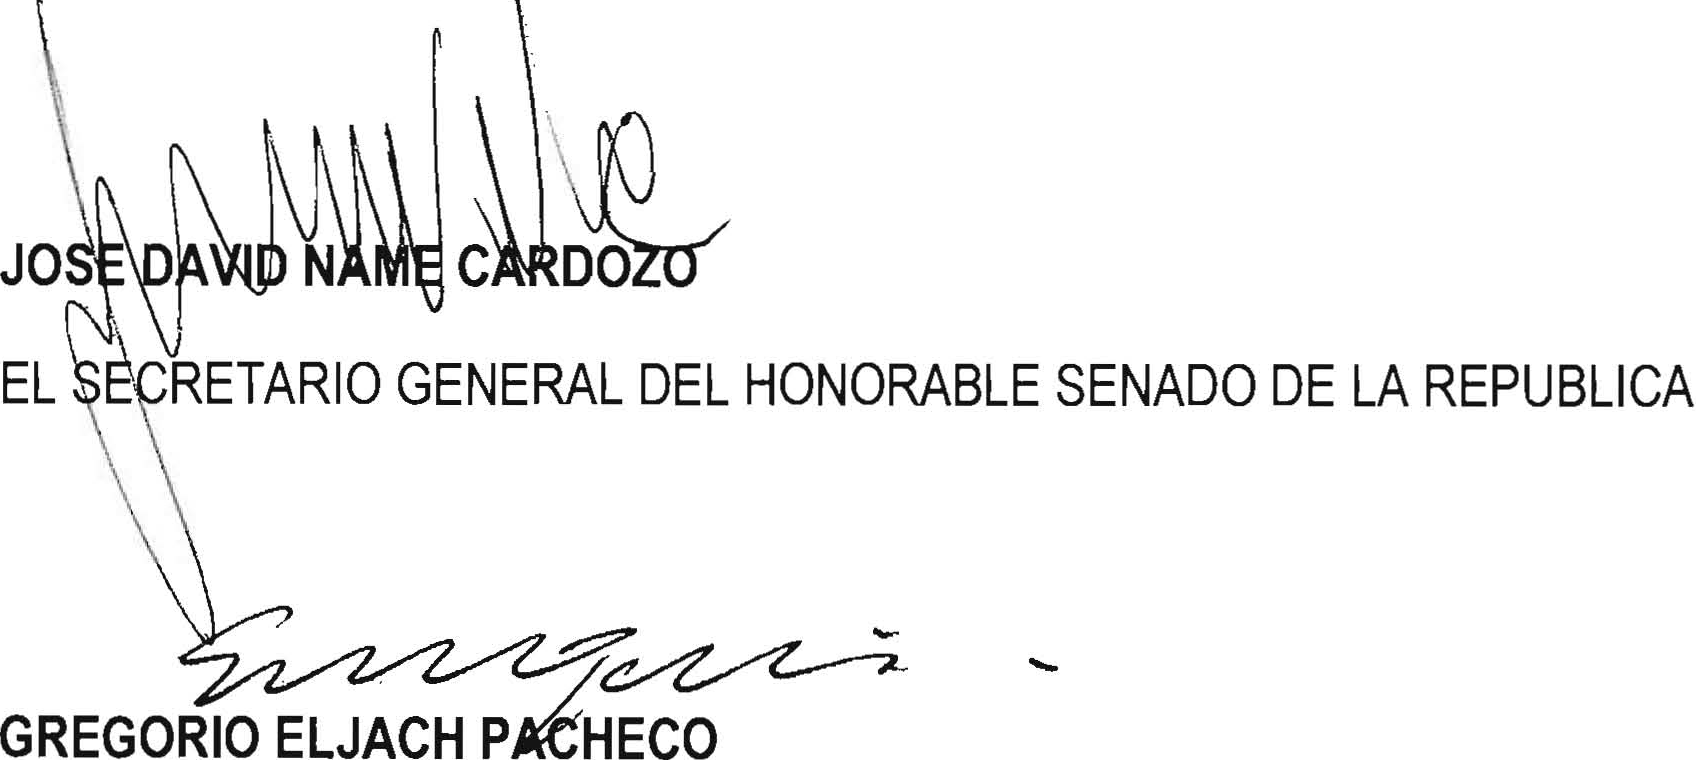 JOSE DAVID NAME CARDOZO
EL SECRETARIO GENERAL DEL HONORABLE SENADO DE LA REPUBLICA
GREGORIO ELJACH PACHECO